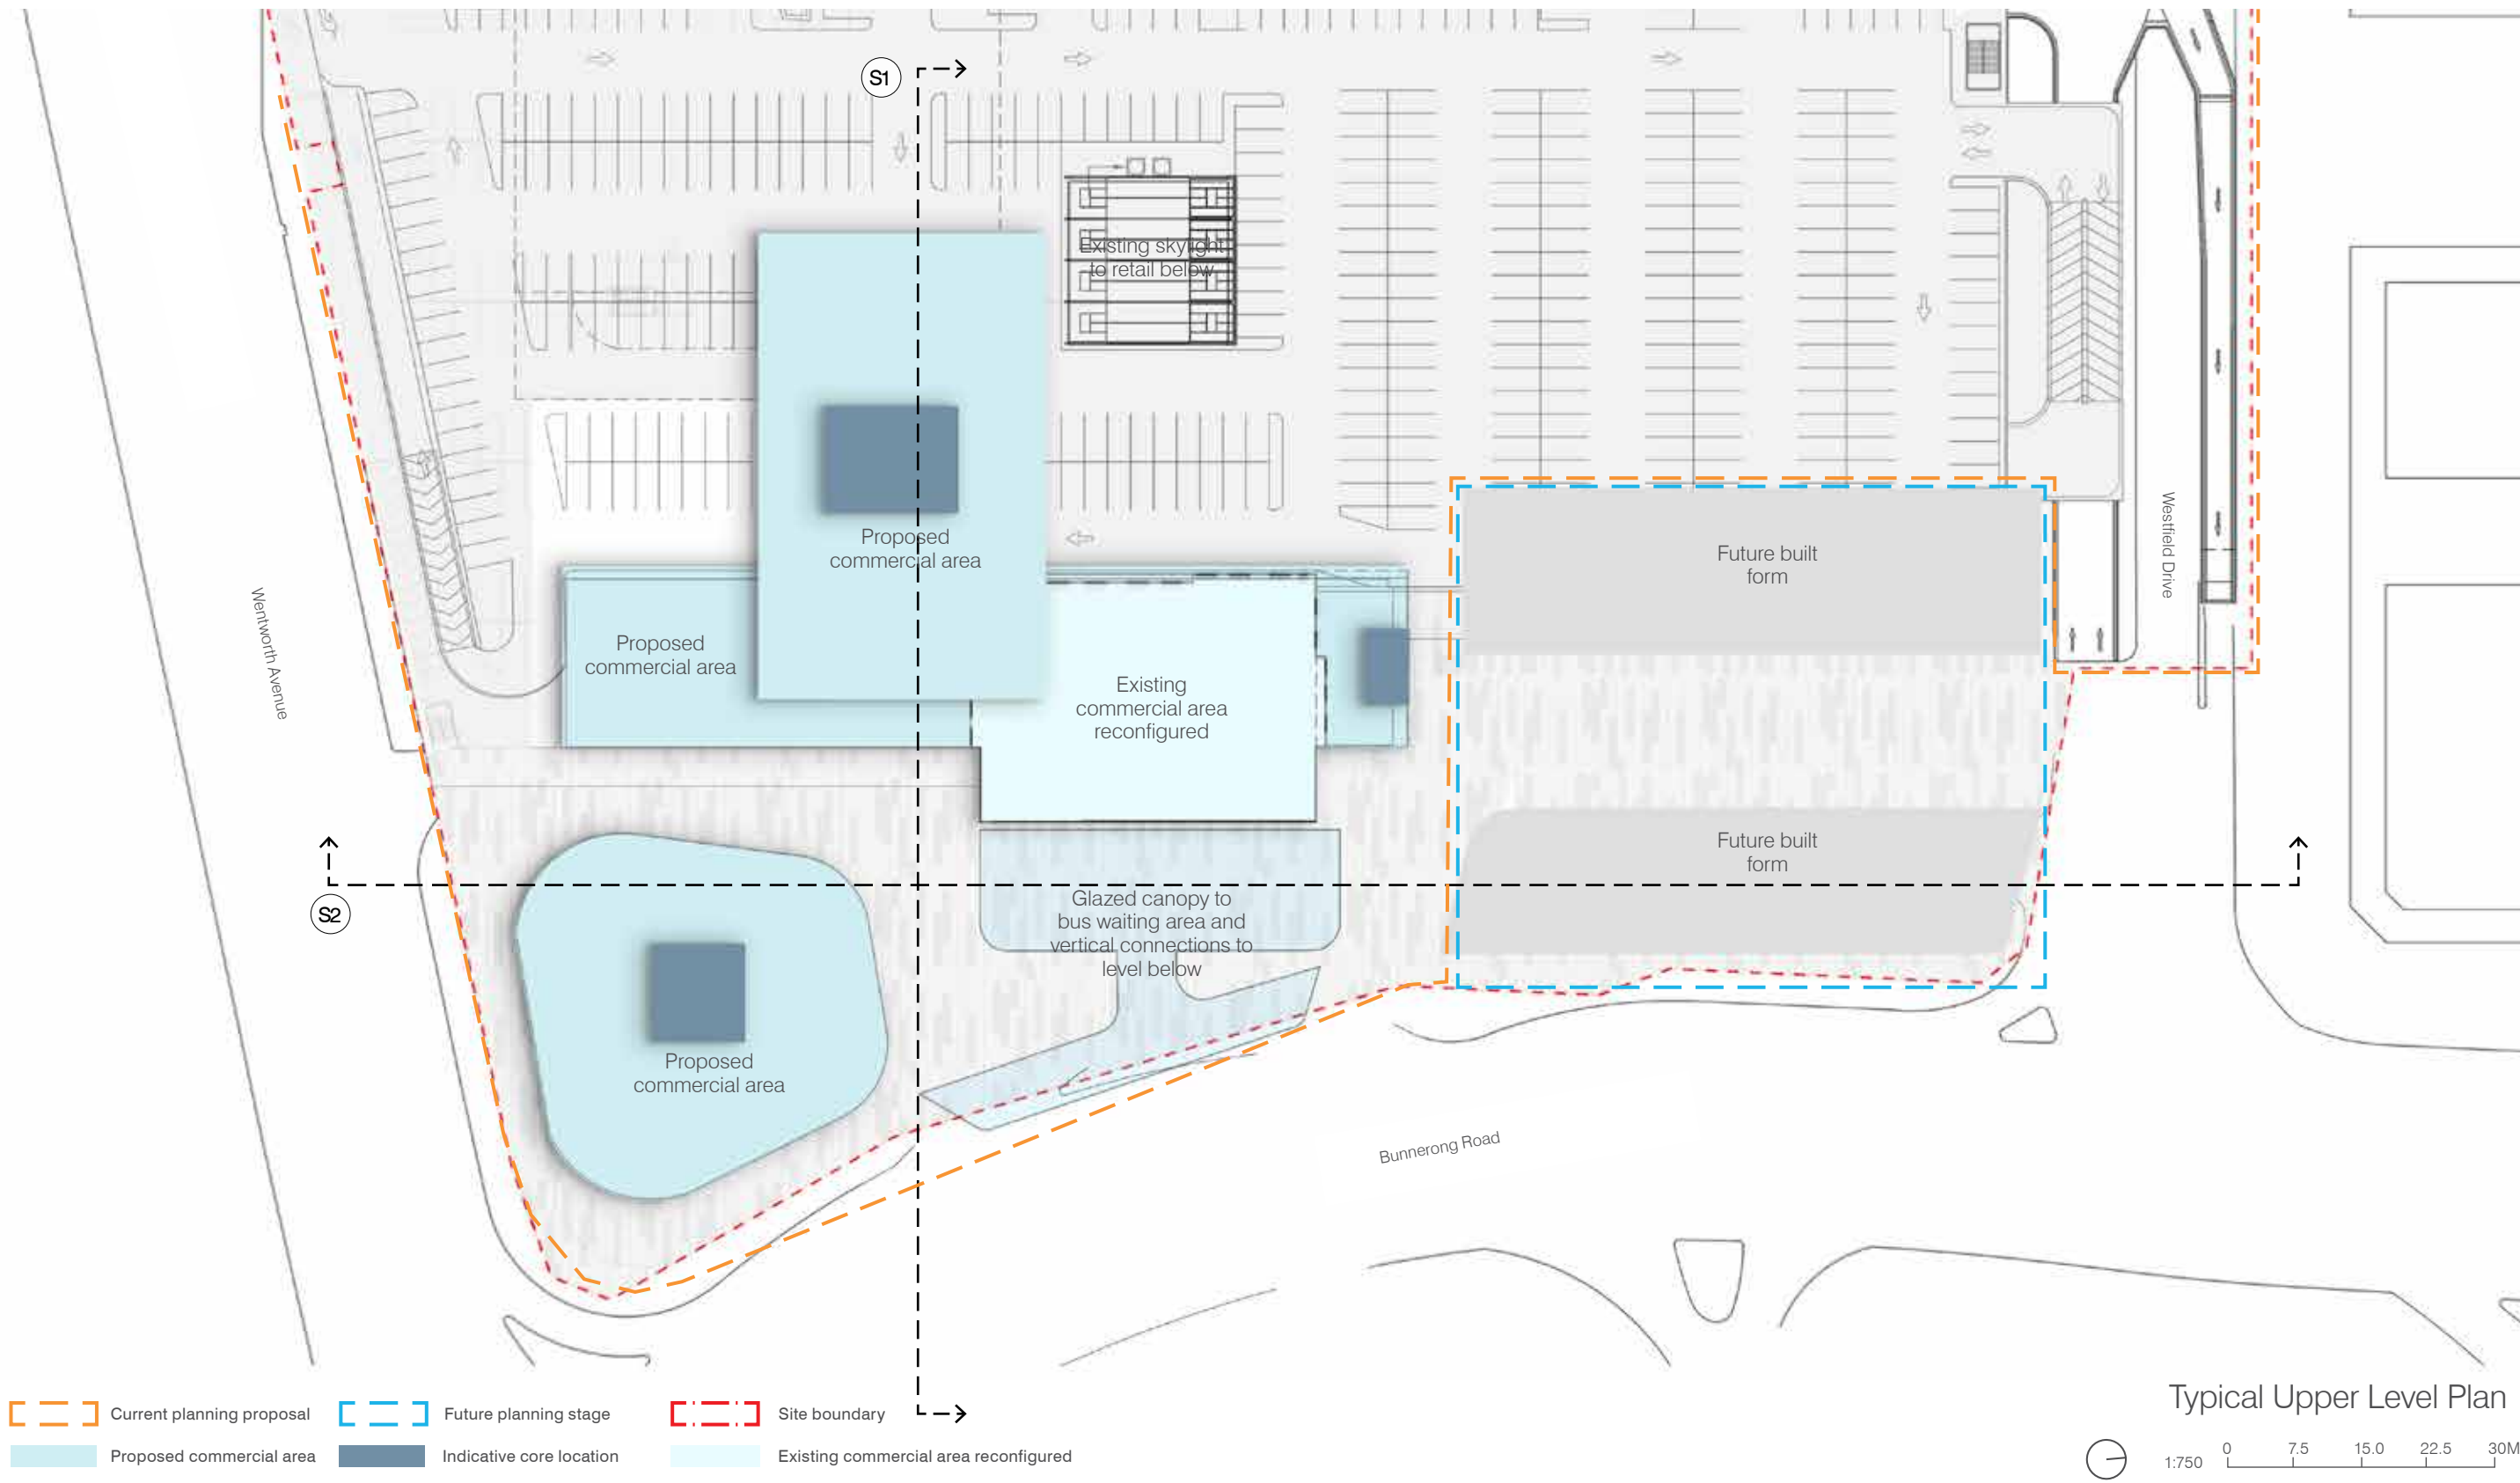 S1
Existing skylight
to retail below
Proposed
commercial area
Future built
form
Westfield Drive
Wentworth Avenue
Proposed
commercial area
Existing
commercial area
reconfigured
Future built
form
S2
Glazed canopy to
bus waiting area and
vertical connections to
level below
Proposed
commercial area
Bunnerong Road
Typical Upper Level Plan
Current planning proposal
Future planning stage
Site boundary
Proposed commercial area
Indicative core location
Existing commercial area reconfigured
1:750
0 7.5 15.0 22.5 30M